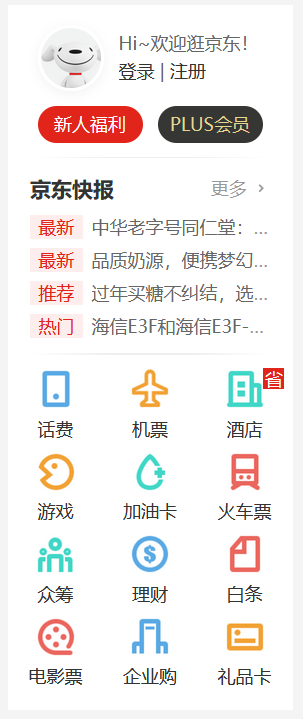 Hi~欢迎逛京东!
登录 | 注册
新人福利 PLUS会员
京东快报 更多 >
最新 中华老字号同仁堂：...
最新 品质奶源，便携梦幻...
推荐 过年买糖不纠结，选...
热门 海信E3F和海信E3F-...
省
话费 机票 酒店
游戏 加油卡 火车票
众筹 理财 白条
电影票 企业购 礼品卡